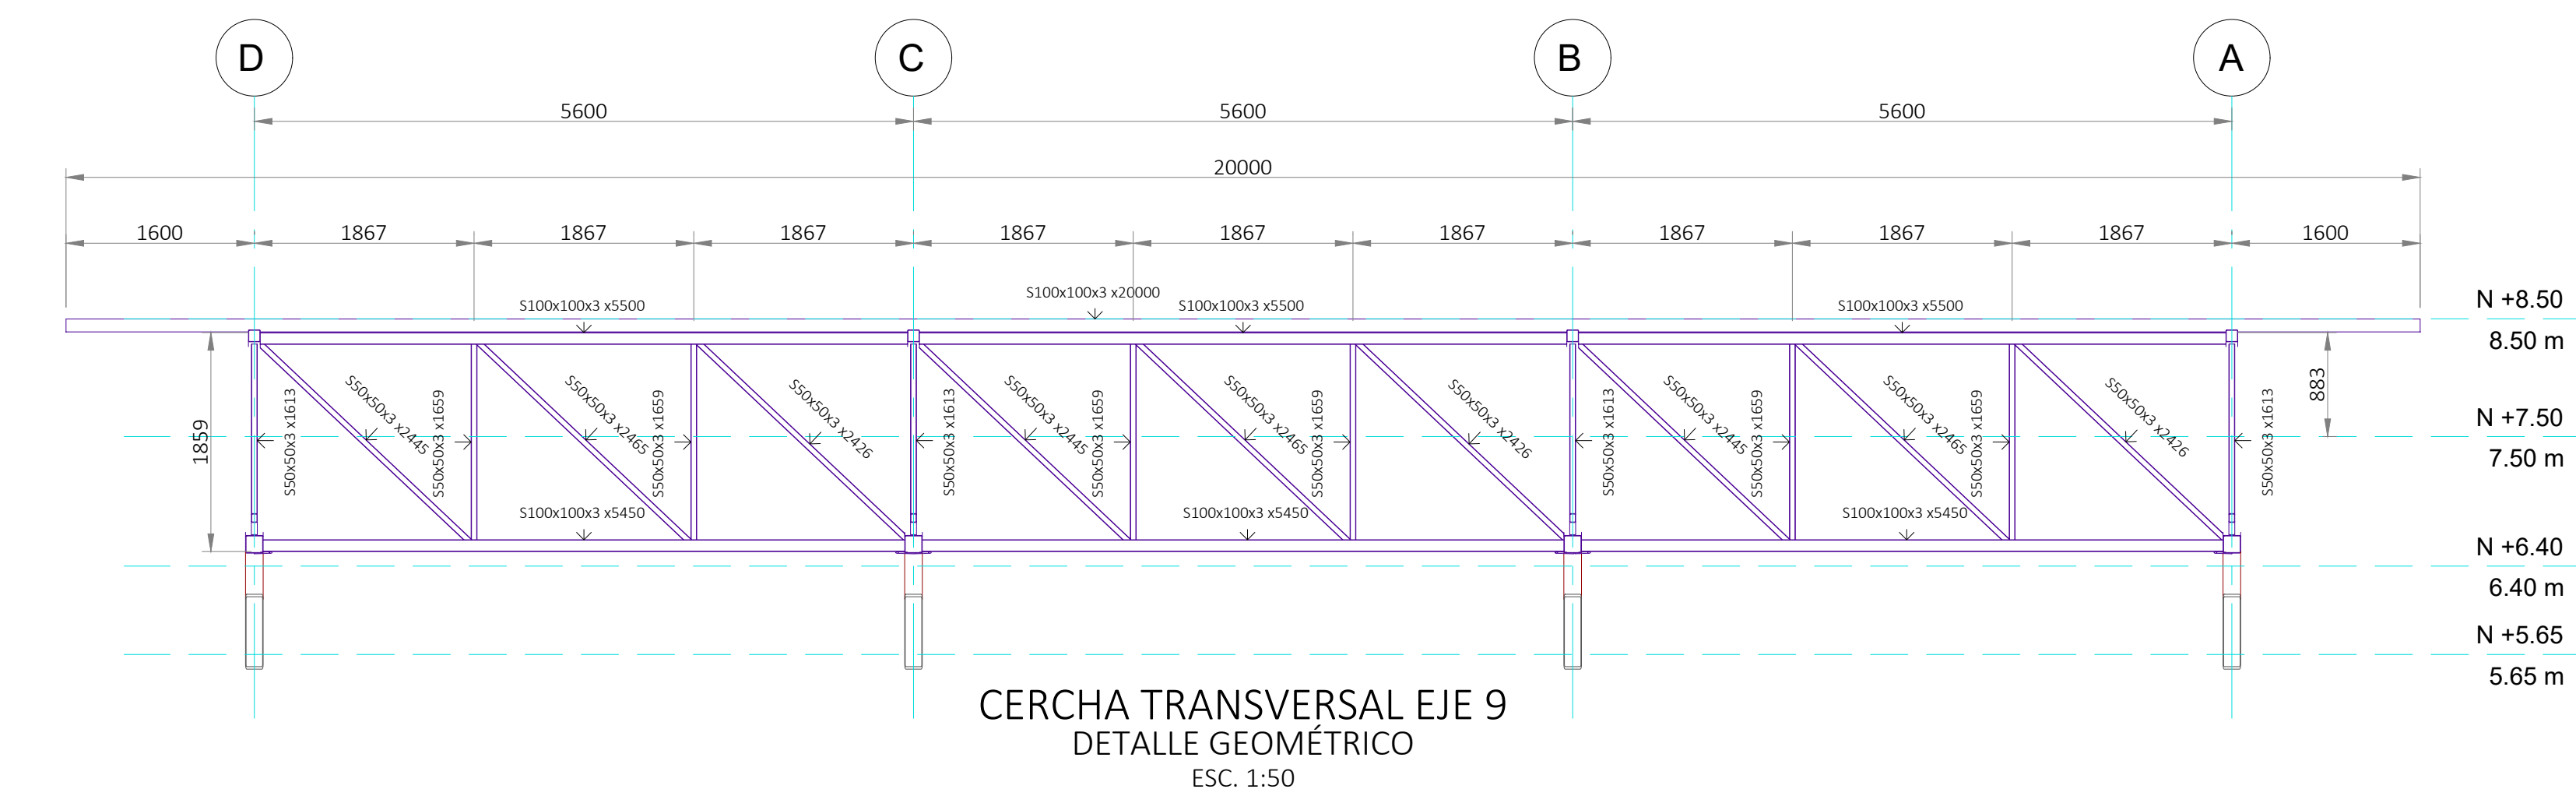 D
C
B
A
5600
5600
5600
20000
1600
1867
1867
1867
1867
1867
1867
1867
1867
1867
1600
S100x100x3 x5500
S100x100x3 x20000
S100x100x3 x5500
S100x100x3 x5500
N +8.50
8.50 m
1859
S50x50x3 x1613
S50x50x3 x2445
S50x50x3 x1659
S50x50x3 x2465
S50x50x3 x1659
S50x50x3 x2426
S50x50x3 x1613
S50x50x3 x2445
S50x50x3 x1659
S50x50x3 x2465
S50x50x3 x1659
S50x50x3 x2426
S50x50x3 x1613
S50x50x3 x2445
S50x50x3 x1659
S50x50x3 x2465
S50x50x3 x1659
S50x50x3 x2426
S50x50x3 x1613
883
N +7.50
7.50 m
S100x100x3 x5450
S100x100x3 x5450
S100x100x3 x5450
N +6.40
6.40 m
N +5.65
5.65 m
CERCHA TRANSVERSAL EJE 9
DETALLE GEOMÉTRICO
ESC. 1:50